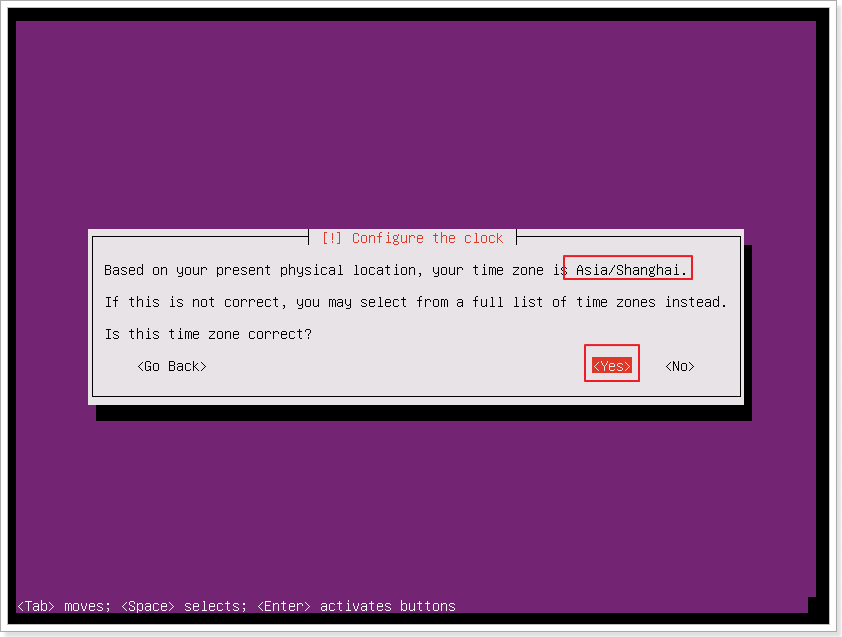 [!] Configure the clock
Based on your present physical location, your time zone is Asia/Shanghai.
If this is not correct, you may select from a full list of time zones instead.
Is this time zone correct?
<Go Back> <Yes> <No>
<Tab> moves; <Space> selects; <Enter> activates buttons